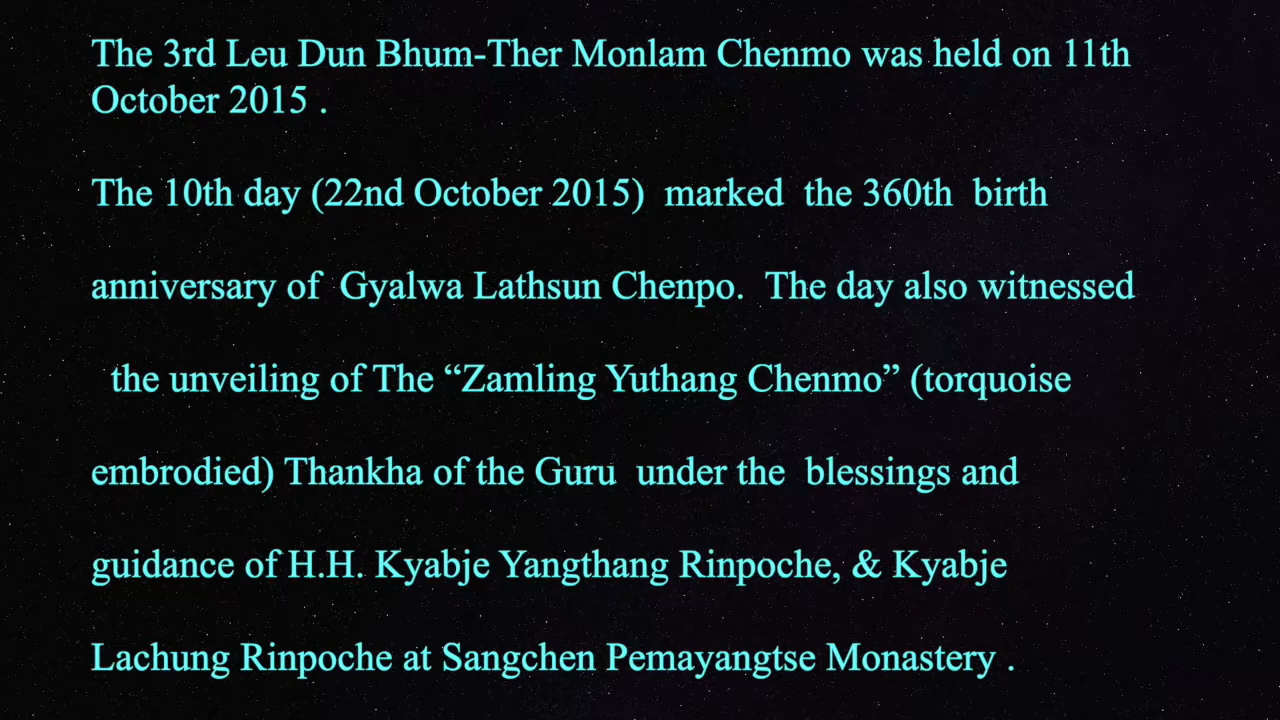 The 3rd Leu Dun Bhum-Ther Monlam Chenmo was held on 11th
October 2015 .
The 10th day (22nd October 2015) marked the 360th birth
anniversary of Gyalwa Lathsun Chenpo. The day also witnessed
the unveiling of The “Zamling Yuthang Chenmo” (torquoise
embrodied) Thankha of the Guru under the blessings and
guidance of H.H. Kyabje Yangthang Rinpoche, & Kyabje
Lachung Rinpoche at Sangchen Pemayangtse Monastery .